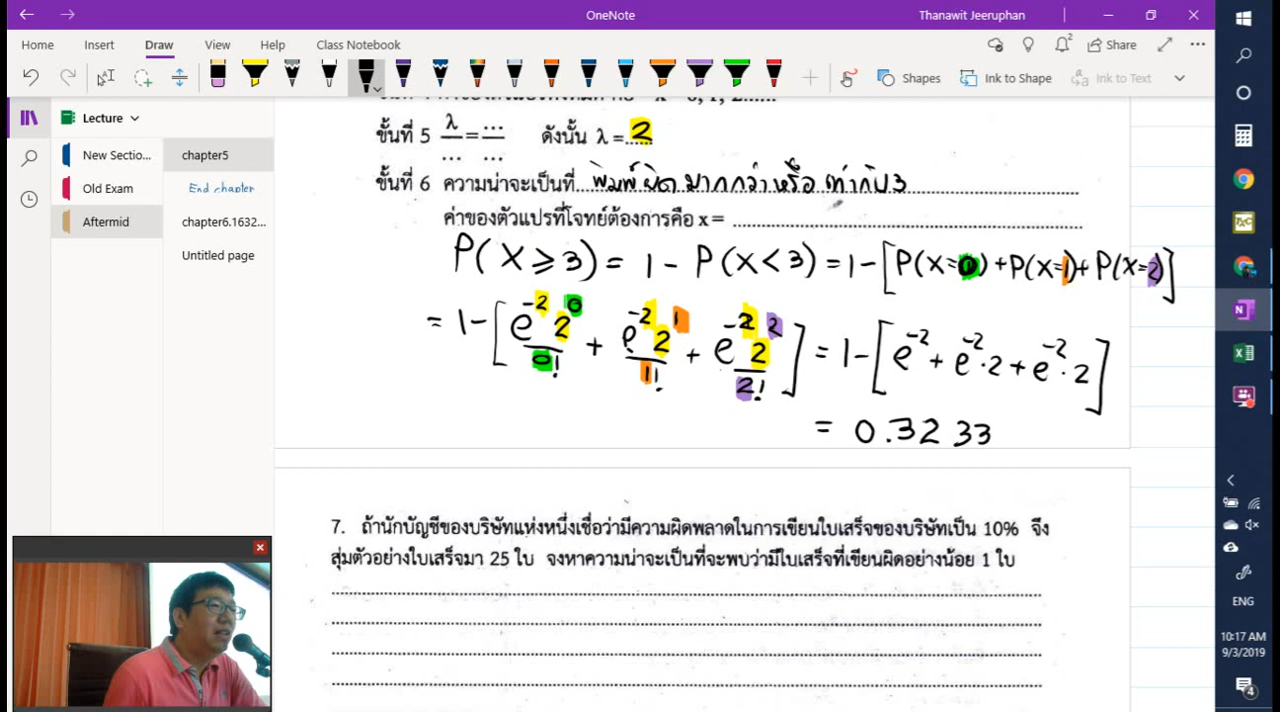 OneNote
Thanawit Jeeruphan
Home Insert Draw View Help Class Notebook
Share
Shapes Ink to Shape Ink to Text
Lecture
New Sectio...
Old Exam
Aftermid
chapter5
End chapter
chapter6.1632...
Untitled page
ขั้นที่ 5 λ/... = .../... ดังนั้น λ =..2...
ขั้นที่ 6 ความน่าจะเป็นที่...พิมพ์ผิดมากกว่าหรือเท่ากับ 3
ค่าของตัวแปรที่โจทย์ต้องการคือ x = ........
P(X ≥ 3) = 1 - P(X < 3) = 1 - [P(X=0) + P(X=1) + P(X=2)]
= 1 - [e^-2 2^0/0! + e^-2 2^1/1! + e^-2 2^2/2!] = 1 - [e^-2 + e^-2·2 + e^-2·2]
= 0.3233
7. ถ้านักบัญชีของบริษัทแห่งหนึ่งเชื่อว่ามีความผิดพลาดในการเขียนใบเสร็จของบริษัทเป็น 10% จึง
สุ่มตัวอย่างใบเสร็จมา 25 ใบ จงหาความน่าจะเป็นที่จะพบว่ามีใบเสร็จที่เขียนผิดอย่างน้อย 1 ใบ
ENG
10:17 AM
9/3/2019
4